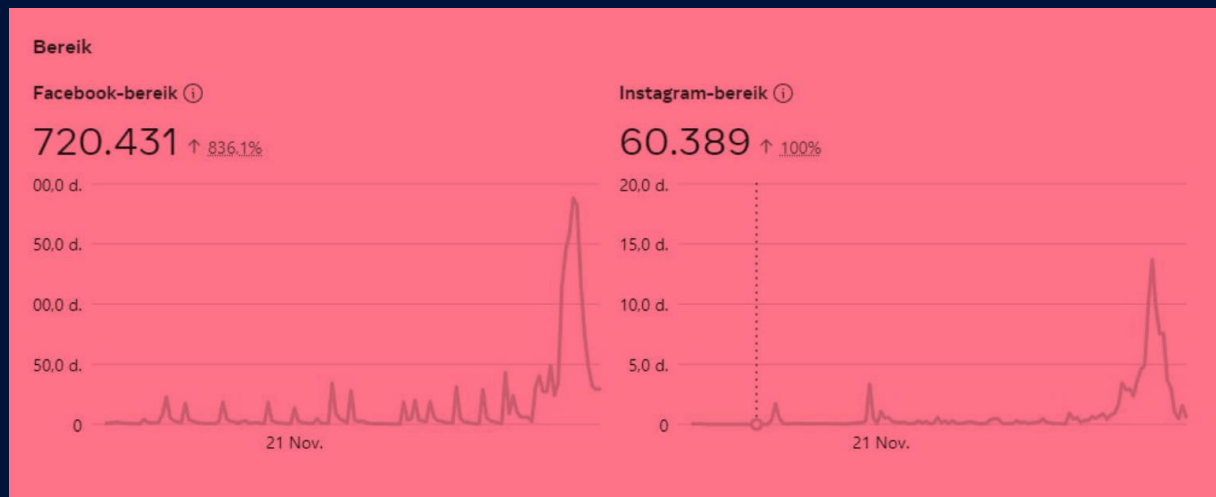 Bereik
Facebook-bereik
720.431 ↑ 836,1%
00,0 d.
50,0 d.
00,0 d.
50,0 d.
0
21 Nov.
Instagram-bereik
60.389 ↑ 100%
20,0 d.
15,0 d.
10,0 d.
5,0 d.
0
21 Nov.